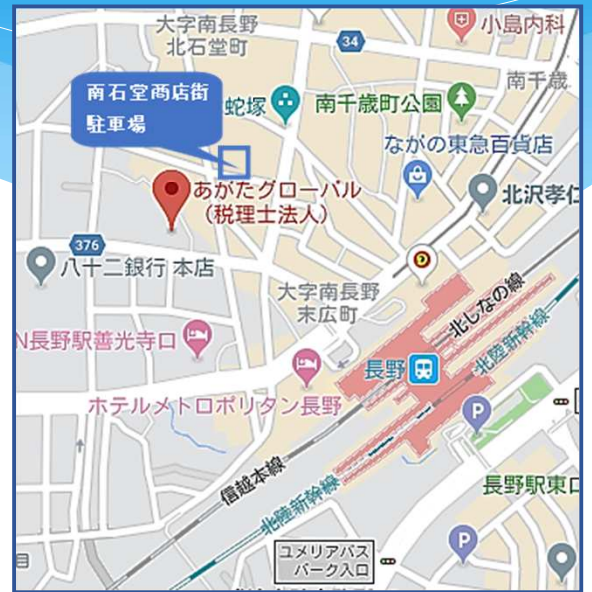 大字南長野
北石堂町
34
小島内科
南石堂商店街
駐車場
蛇塚
南千歳町公園
南千歳
ながの東急百貨店
あがたグローバル
(税理士法人)
北沢孝仁
376
八十二銀行 本店
大字南長野
末広町
北しなの線
北陸新幹線
N長野駅善光寺口
長野
ホテルメトロポリタン長野
P
信越本線
北陸新幹線
長野駅東口
P
ユメリアバス
パーク入口